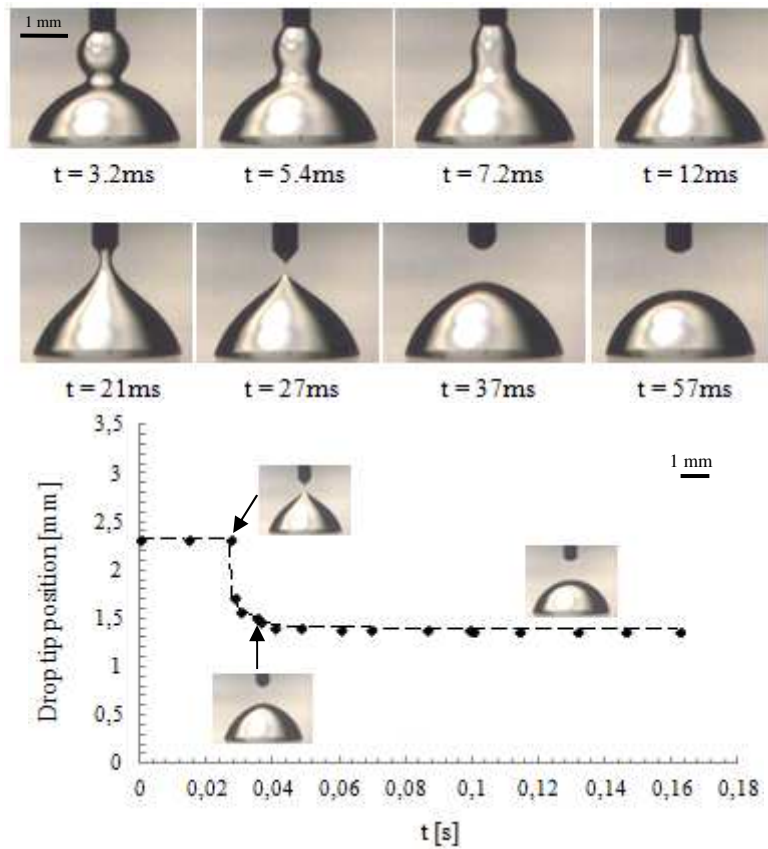 1 mm
t = 3.2ms t = 5.4ms t = 7.2ms t = 12ms
t = 21ms t = 27ms t = 37ms t = 57ms
3,5
3
2,5
2
1,5
1
0,5
0
Drop tip position [mm]
1 mm
0 0,02 0,04 0,06 0,08 0,1 0,12 0,14 0,16 0,18
t [s]